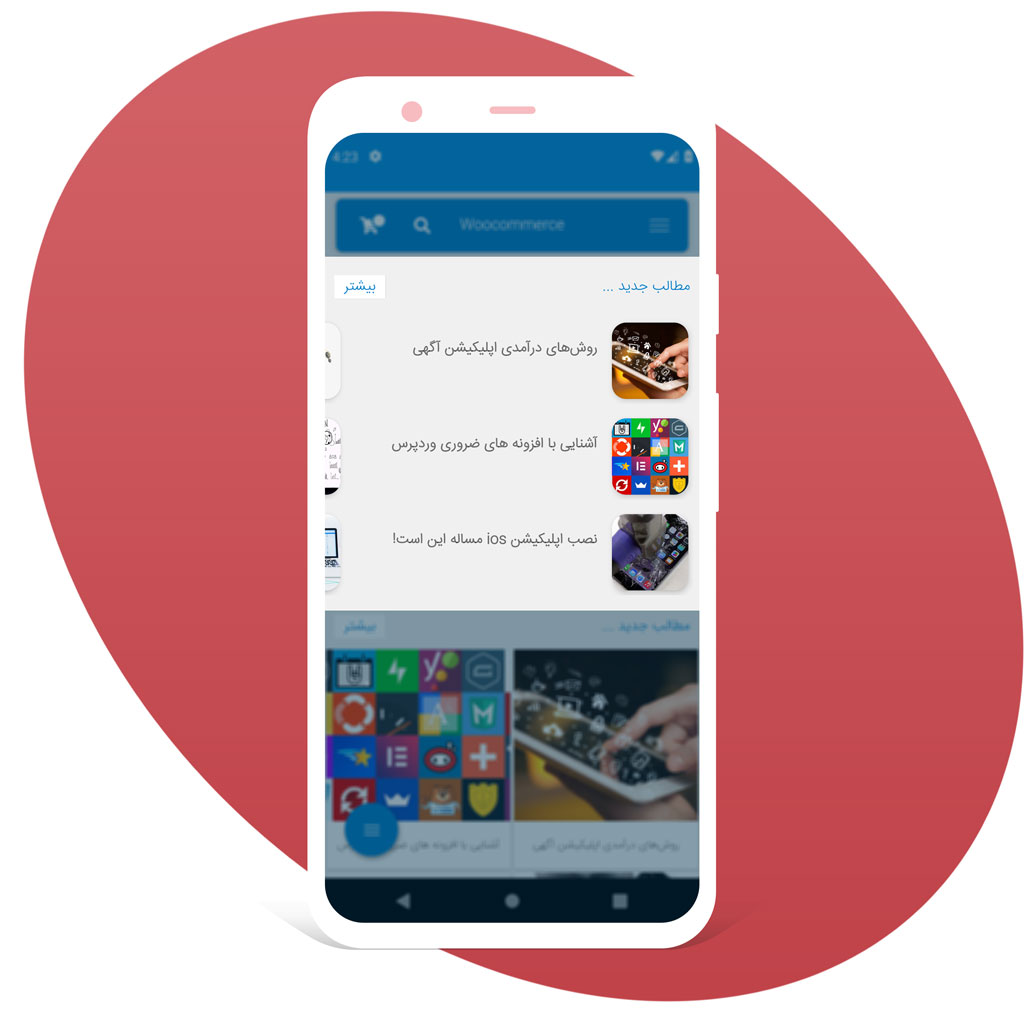 4:23
Woocommerce
مطالب جدید ...
بیشتر
روش‌های درآمدی اپلیکیشن آگهی
آشنایی با افزونه های ضروری وردپرس
نصب اپلیکیشن ios مساله این است!
مطالب جدید ...
بیشتر
روش‌های درآمدی اپلیکیشن آگهی
آشنایی با افزونه های